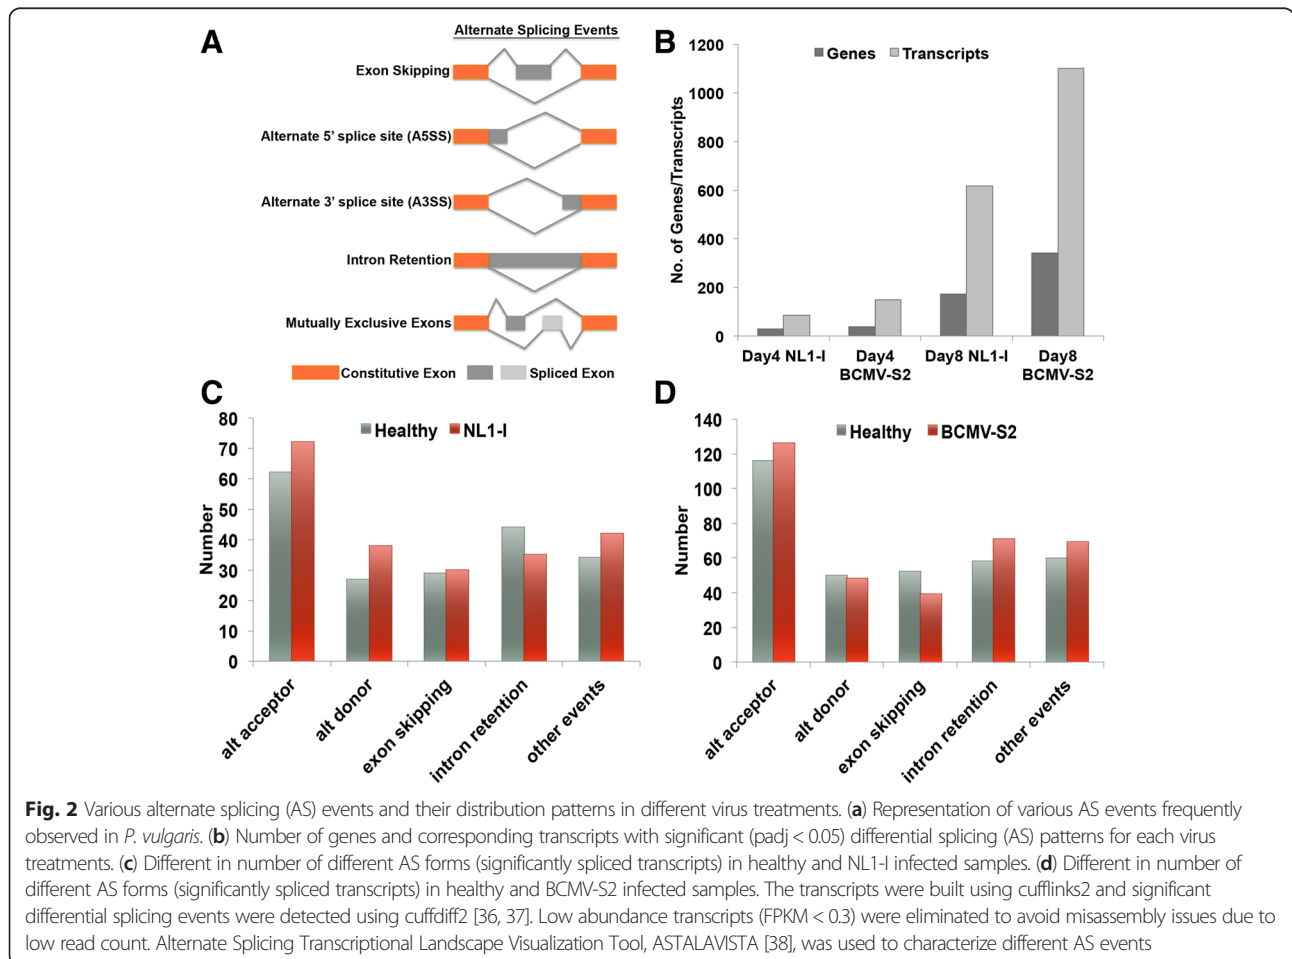 A
Alternate Splicing Events
Exon Skipping
Alternate 5' splice site (A5SS)
Alternate 3' splice site (A3SS)
Intron Retention
Mutually Exclusive Exons
Constitutive Exon
Spliced Exon
B
Genes
Transcripts
No. of Genes/Transcripts
1200
1000
800
600
400
200
0
Day4 NL1-I
Day4
BCMV-S2
Day8 NL1-I
Day8
BCMV-S2
C
Healthy
NL1-I
Number
80
70
60
50
40
30
20
10
0
alt acceptor
alt donor
exon skipping
intron retention
other events
D
Healthy
BCMV-S2
Number
140
120
100
80
60
40
20
0
alt acceptor
alt donor
exon skipping
intron retention
other events
Fig. 2 Various alternate splicing (AS) events and their distribution patterns in different virus treatments. (a) Representation of various AS events frequently
observed in P. vulgaris. (b) Number of genes and corresponding transcripts with significant (padj < 0.05) differential splicing (AS) patterns for each virus
treatments. (c) Different in number of different AS forms (significantly spliced transcripts) in healthy and NL1-I infected samples. (d) Different in number of
different AS forms (significantly spliced transcripts) in healthy and BCMV-S2 infected samples. The transcripts were built using cufflinks2 and significant
differential splicing events were detected using cuffdiff2 [36, 37]. Low abundance transcripts (FPKM < 0.3) were eliminated to avoid misassembly issues due to
low read count. Alternate Splicing Transcriptional Landscape Visualization Tool, ASTALAVISTA [38], was used to characterize different AS events